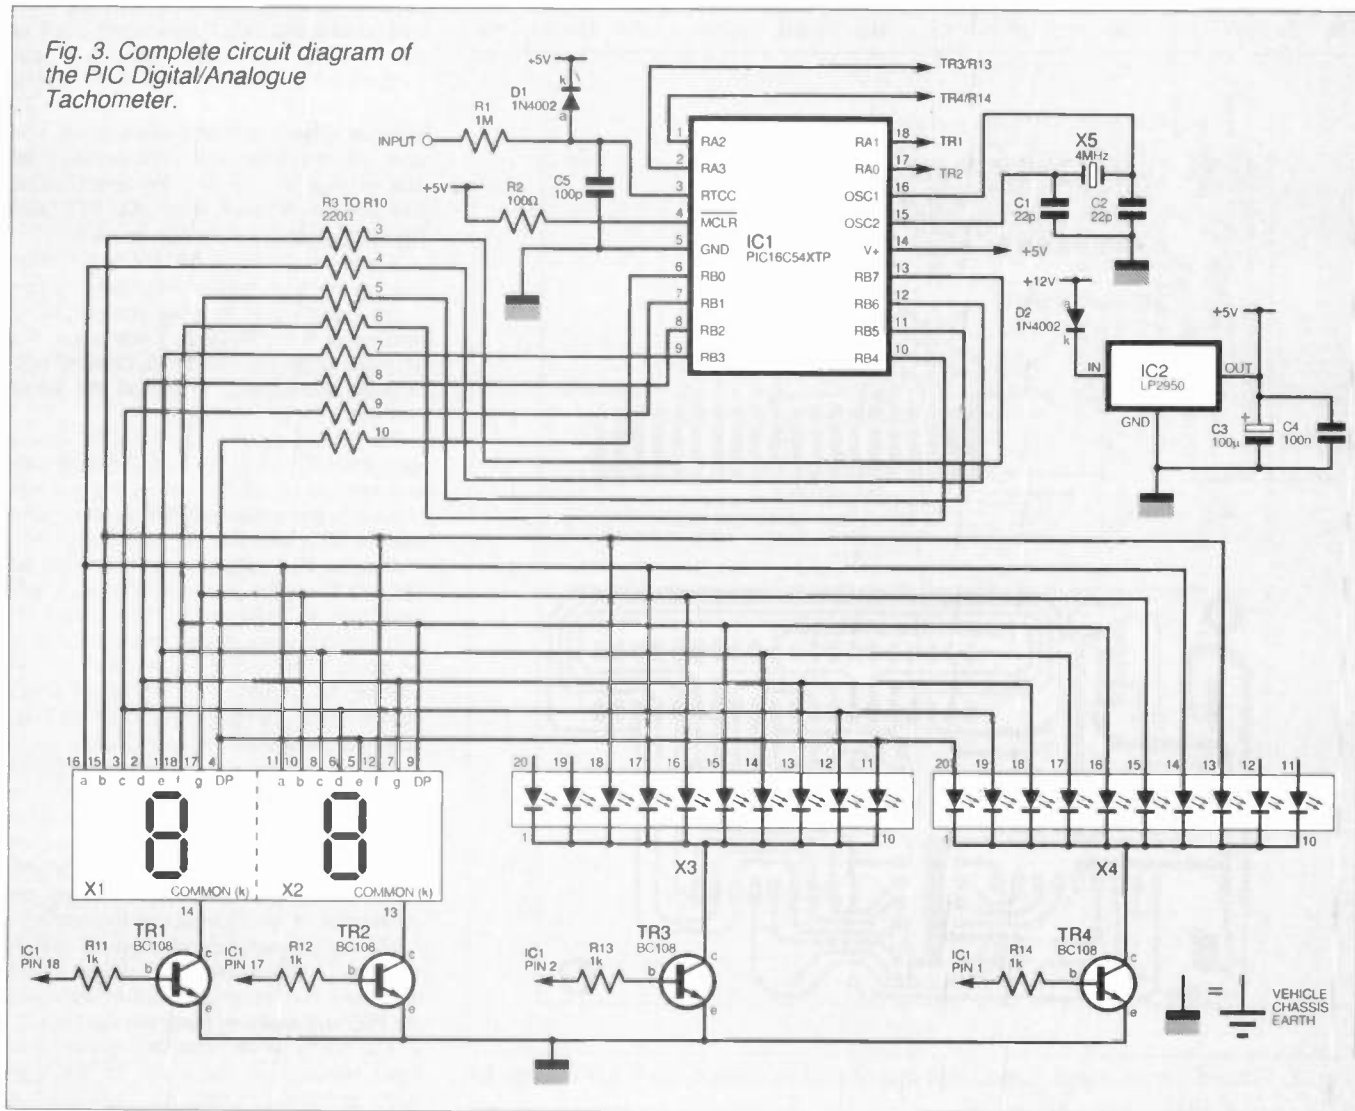 Fig. 3. Complete circuit diagram of
the PIC Digital/Analogue
Tachometer.
+5V
D1
1N4002
k
a
R1
1M
INPUT
+5V
R2
100Ω
C5
100p
R3 TO R10
220Ω
3
4
5
6
7
8
9
10
TR3/R13
TR4/R14
TR1
TR2
1 RA2
2 RA3
3 RTCC
4 MCLR
5 GND
6 RB0
7 RB1
8 RB2
9 RB3
IC1
PIC16C54XTP
RA1 18
RA0 17
OSC1 16
OSC2 15
V+ 14
RB7 13
RB6 12
RB5 11
RB4 10
X5
4MHz
C1
22p
C2
22p
+5V
+12V
D2
1N4002
a
k
+5V
IN
IC2
LP2950
OUT
GND
+
C3
100µ
C4
100n
16 15 3 2 1 18 17 4
a b c d e f g DP
11 10 8 6 5 12 7 9
a b c d e f g DP
X1
COMMON (k)
X2
COMMON (k)
14
13
20 19 18 17 16 15 14 13 12 11
1
10
X3
20 19 18 17 16 15 14 13 12 11
10
X4
IC1
PIN 18
R11
1k
TR1
BC108
b
c
e
IC1
PIN 17
R12
1k
TR2
BC108
b
c
e
IC1
PIN 2
R13
1k
TR3
BC108
b
c
e
IC1
PIN 1
R14
1k
TR4
BC108
b
c
e
=
VEHICLE
CHASSIS
EARTH